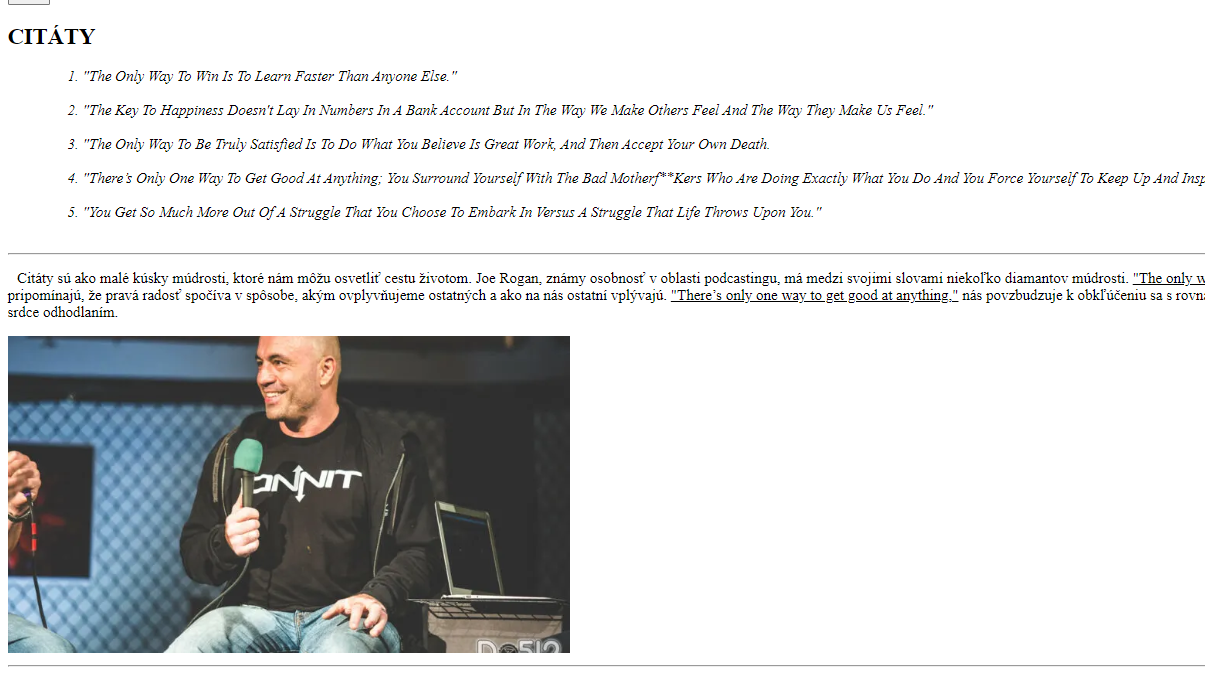 CITÁTY
1. "The Only Way To Win Is To Learn Faster Than Anyone Else."
2. "The Key To Happiness Doesn't Lay In Numbers In A Bank Account But In The Way We Make Others Feel And The Way They Make Us Feel."
3. "The Only Way To Be Truly Satisfied Is To Do What You Believe Is Great Work, And Then Accept Your Own Death.
4. "There's Only One Way To Get Good At Anything; You Surround Yourself With The Bad Motherf**Kers Who Are Doing Exactly What You Do And You Force Yourself To Keep Up And
5. "You Get So Much More Out Of A Struggle That You Choose To Embark In Versus A Struggle That Life Throws Upon You."
Citáty sú ako malé kúsky múdrosti, ktoré nám môžu osvetliť cestu životom. Joe Rogan, známy osobnosť v oblasti podcastingu, má medzi svojimi slovami niekoľko diamantov múdrosti. "The only
pripomínajú, že pravá radosť spočíva v spôsobe, akým ovplyvňujeme ostatných a ako na nás ostatní vplývajú. "There's only one way to get good at anything," nás povzbudzuje k obkľúčeniu sa s
srdce odhodlaním.
ONNIT
DO512